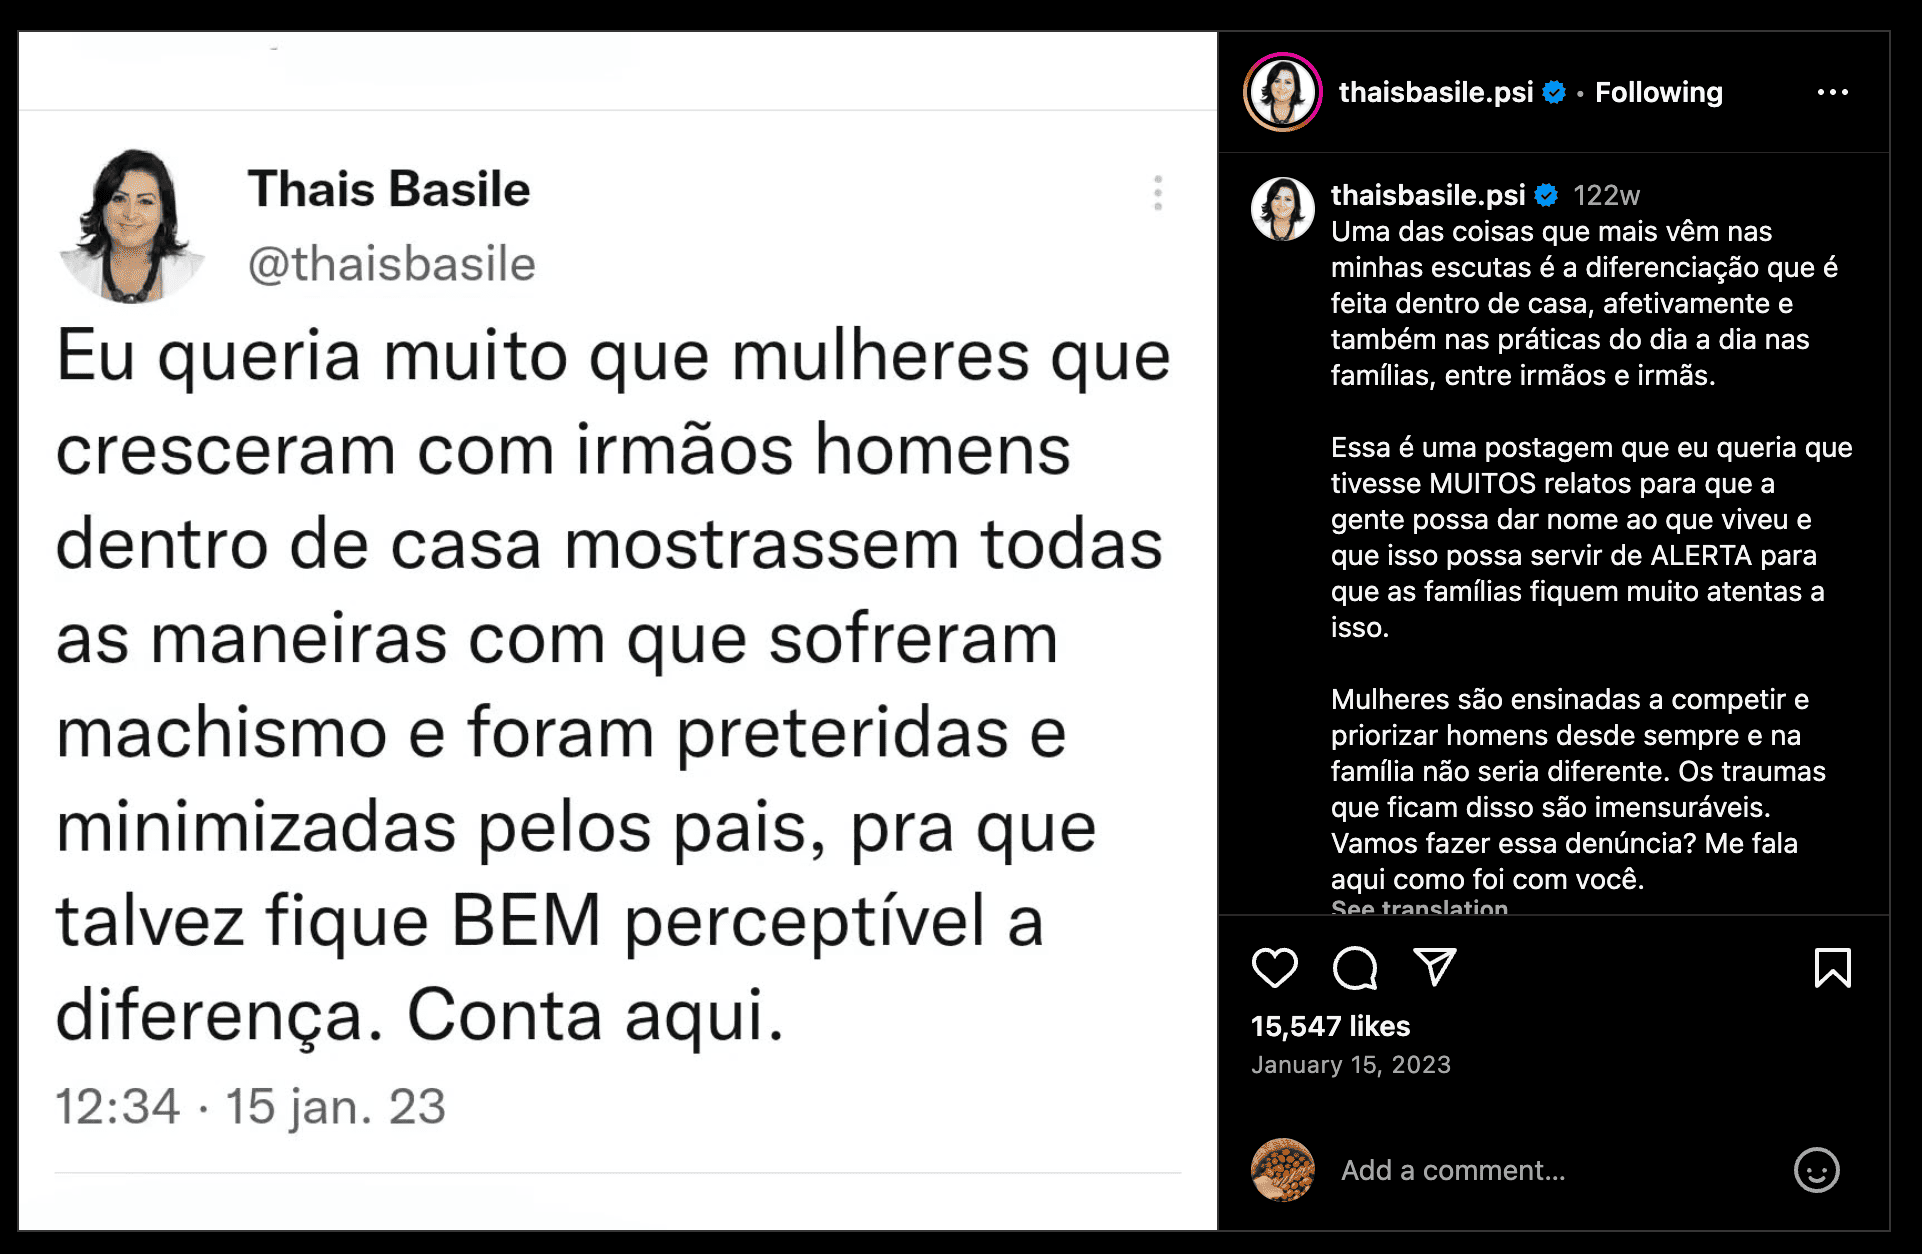 Thais Basile
@thaisbasile
Eu queria muito que mulheres que
cresceram com irmãos homens
dentro de casa mostrassem todas
as maneiras com que sofreram
machismo e foram preteridas e
minimizadas pelos pais, pra que
talvez fique BEM perceptível a
diferença. Conta aqui.
12:34 · 15 jan. 23
thaisbasile.psi • Following
thaisbasile.psi 122w
Uma das coisas que mais vêm nas
minhas escutas é a diferenciação que é
feita dentro de casa, afetivamente e
também nas práticas do dia a dia nas
famílias, entre irmãos e irmãs.
Essa é uma postagem que eu queria que
tivesse MUITOS relatos para que a
gente possa dar nome ao que viveu e
que isso possa servir de ALERTA para
que as famílias fiquem muito atentas a
isso.
Mulheres são ensinadas a competir e
priorizar homens desde sempre e na
família não seria diferente. Os traumas
que ficam disso são imensuráveis.
Vamos fazer essa denúncia? Me fala
aqui como foi com você.
See translation
15,547 likes
January 15, 2023
Add a comment...